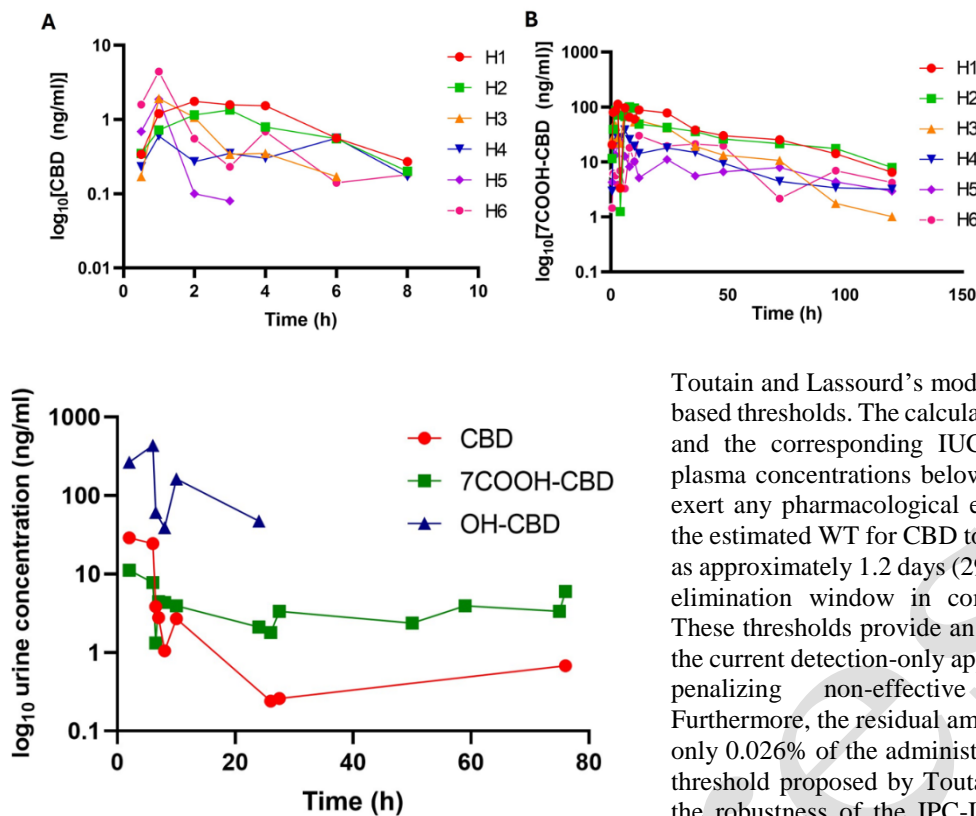 A
log10[CBD (ng/ml)]
10
1
0.1
0.01
0 2 4 6 8 10
Time (h)
H1
H2
H3
H4
H5
H6
B
log10[7COOH-CBD (ng/ml)]
1000
100
10
1
0.1
0 50 100 150
Time (h)
H1
H2
H3
H4
H5
H6
log10 urine concentration (ng/ml)
1000
100
10
1
0.1
0 20 40 60 80
Time (h)
CBD
7COOH-CBD
OH-CBD
Toutain and Lassourd's mod
based thresholds. The calcula
and the corresponding IUC
plasma concentrations below
exert any pharmacological e
the estimated WT for CBD to
as approximately 1.2 days (29
elimination window in con
These thresholds provide an
the current detection-only ap
penalizing non-effective
Furthermore, the residual am
only 0.026% of the administ
threshold proposed by Touta
the robustness of the IPC-I